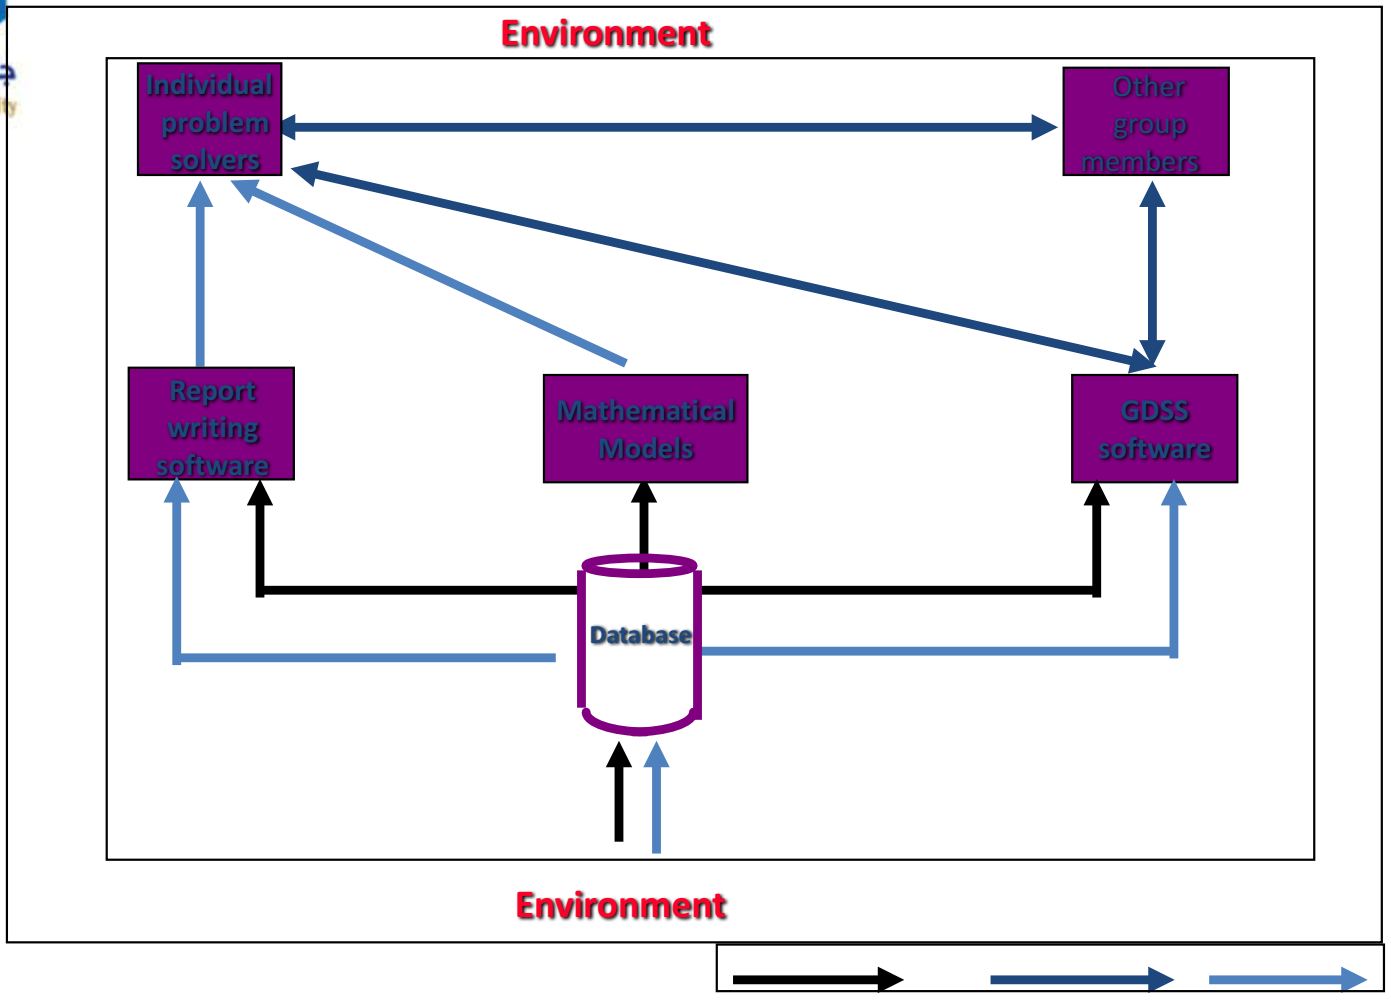 Environment
Individual
problem
solvers
Other
group
members
Report
writing
software
Mathematical
Models
GDSS
software
Database
Environment